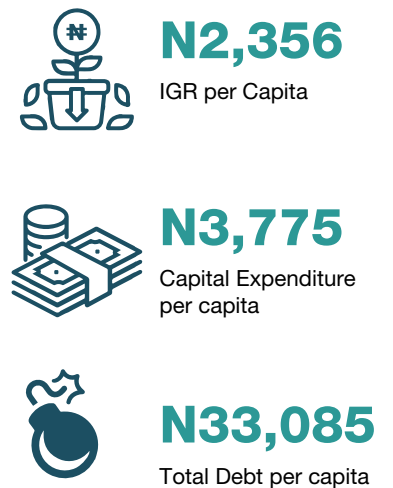 ₦
N2,356
IGR per Capita
N3,775
Capital Expenditure
per capita
N33,085
Total Debt per capita